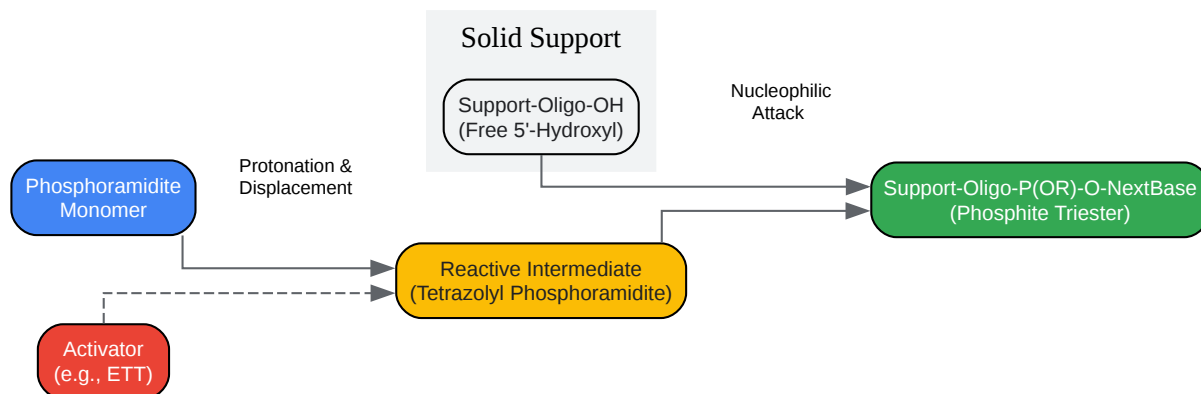 Solid Support
Support-Oligo-OH
(Free 5'-Hydroxyl)
Nucleophilic
Attack
Protonation &
Displacement
Phosphoramidite
Monomer
Support-Oligo-P(OR)-O-NextBase
(Phosphite Triester)
Reactive Intermediate
(Tetrazolyl Phosphoramidite)
Activator
(e.g., ETT)